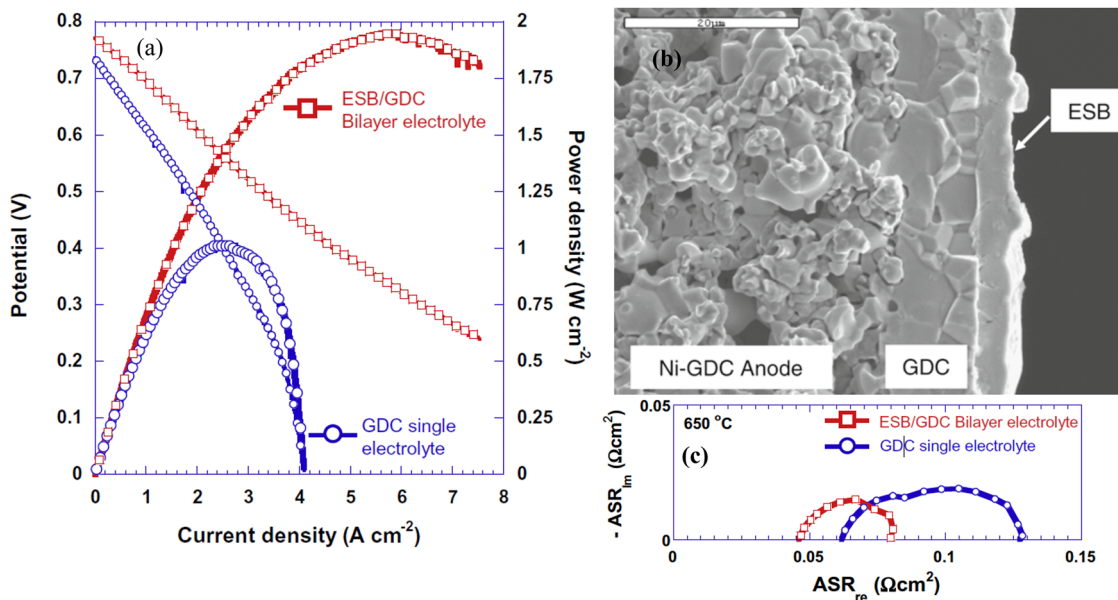 (a)
0.8
0.7
0.6
0.5
0.4
0.3
0.2
0.1
0
Potential (V)
ESB/GDC
Bilayer electrolyte
GDC single
electrolyte
0 1 2 3 4 5 6 7 8
Current density (A cm-2)
2
1.75
1.5
1.25
1
0.75
0.5
0.25
0
Power density (W cm-2)
20µm
(b)
ESB
Ni-GDC Anode
GDC
0.05
0
- ASRIm (Ωcm2)
650 °C
(c)
ESB/GDC Bilayer electrolyte
GDC single electrolyte
0 0.05 0.1 0.15
ASRre (Ωcm2)